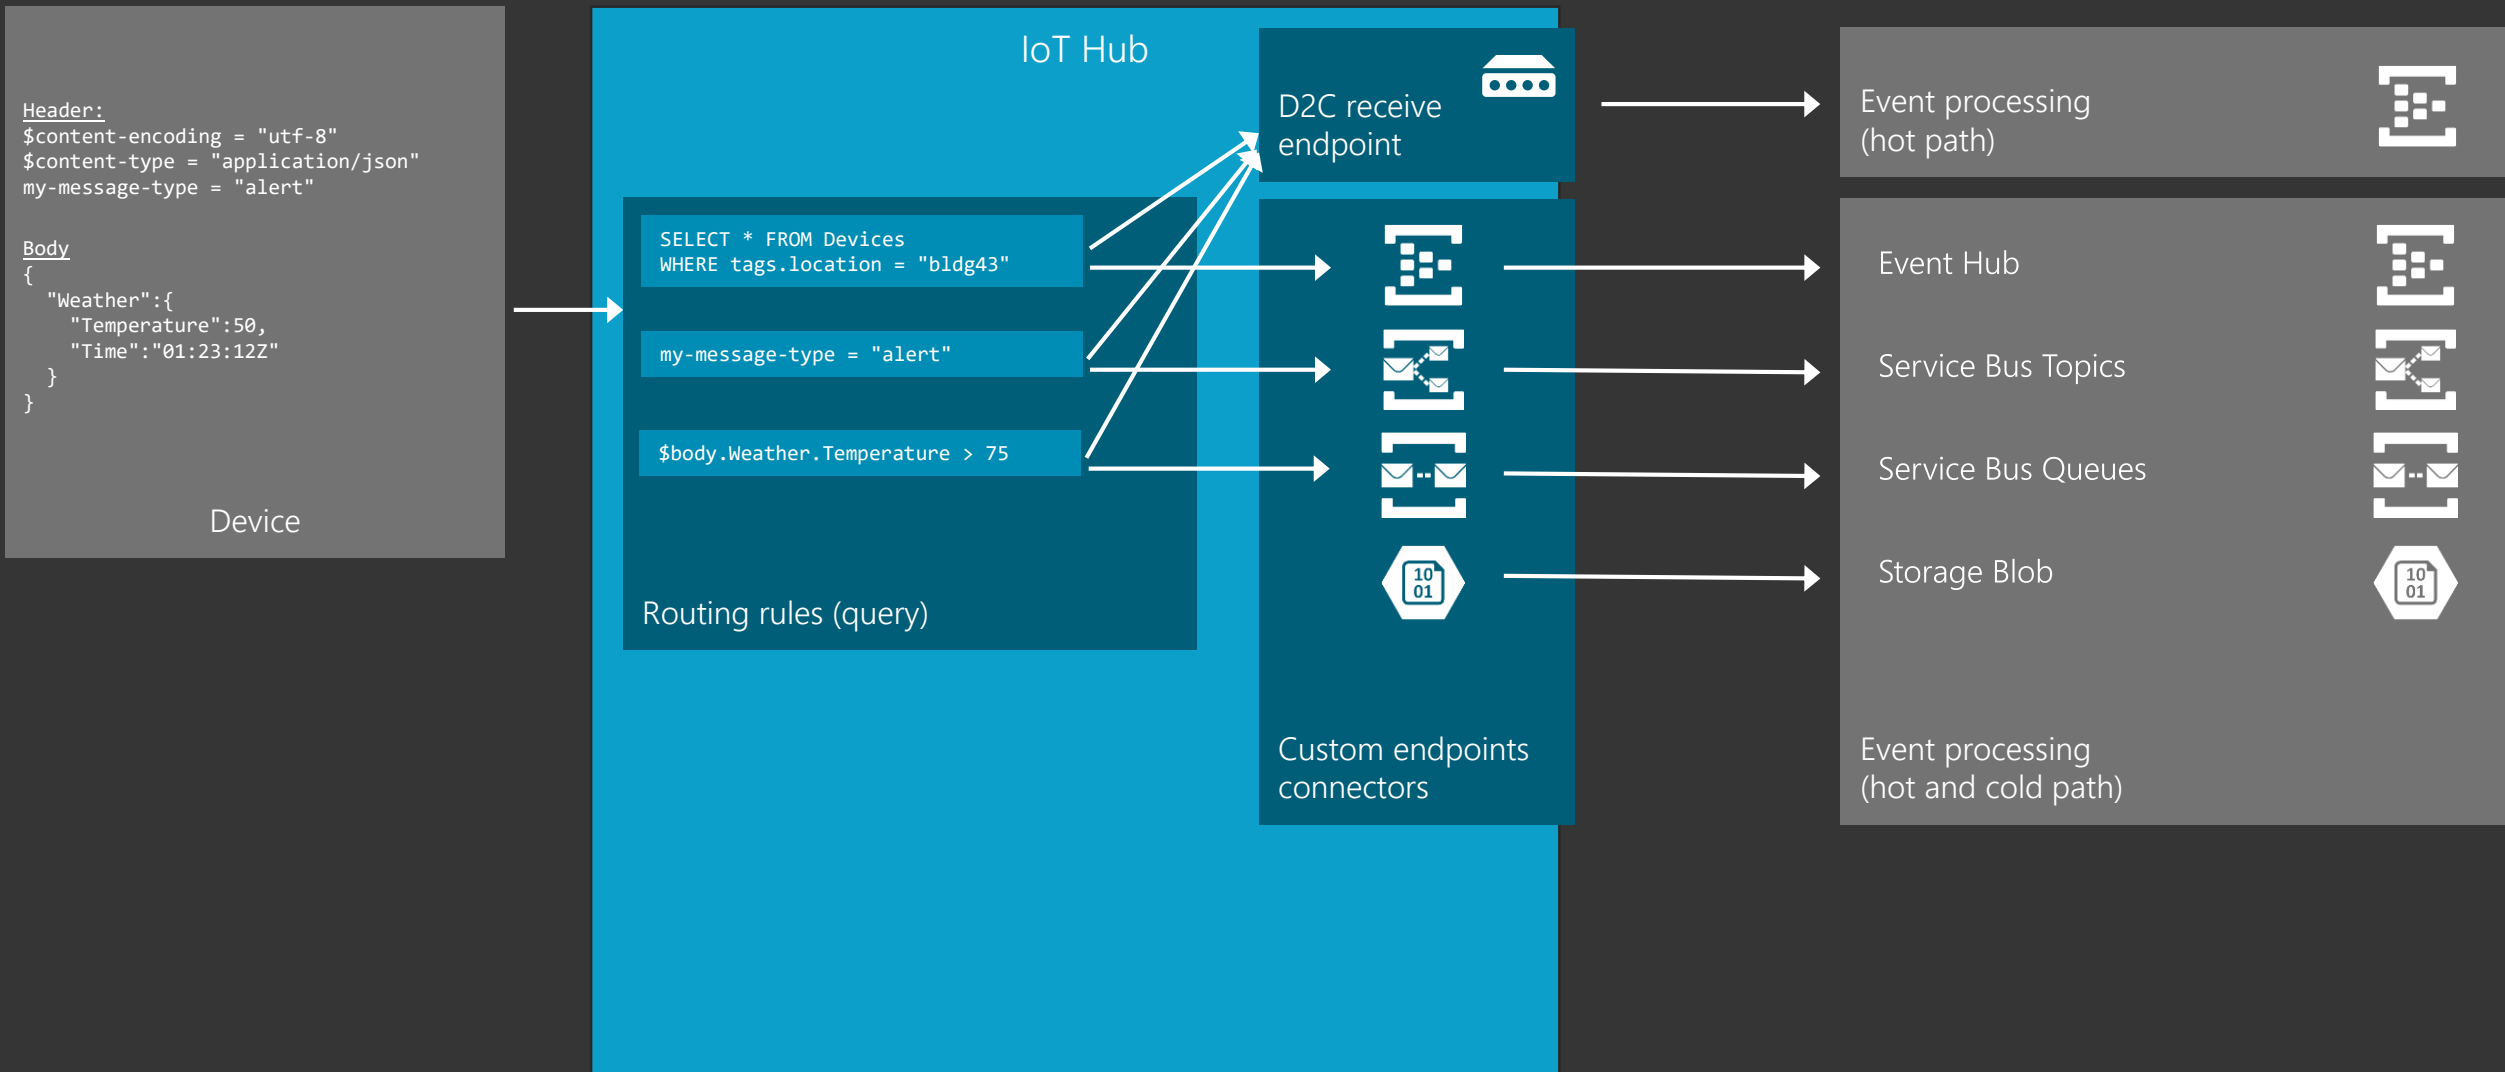 Header:
$content-encoding = "utf-8"
$content-type = "application/json"
my-message-type = "alert"
Body
{
  "Weather":{
    "Temperature":50,
    "Time":"01:23:12Z"
  }
}
Device
IoT Hub
SELECT * FROM Devices
WHERE tags.location = "bldg43"
my-message-type = "alert"
$body.Weather.Temperature > 75
Routing rules (query)
D2C receive
endpoint
10
01
Custom endpoints
connectors
Event processing
(hot path)
Event Hub
Service Bus Topics
Service Bus Queues
Storage Blob
10
01
Event processing
(hot and cold path)